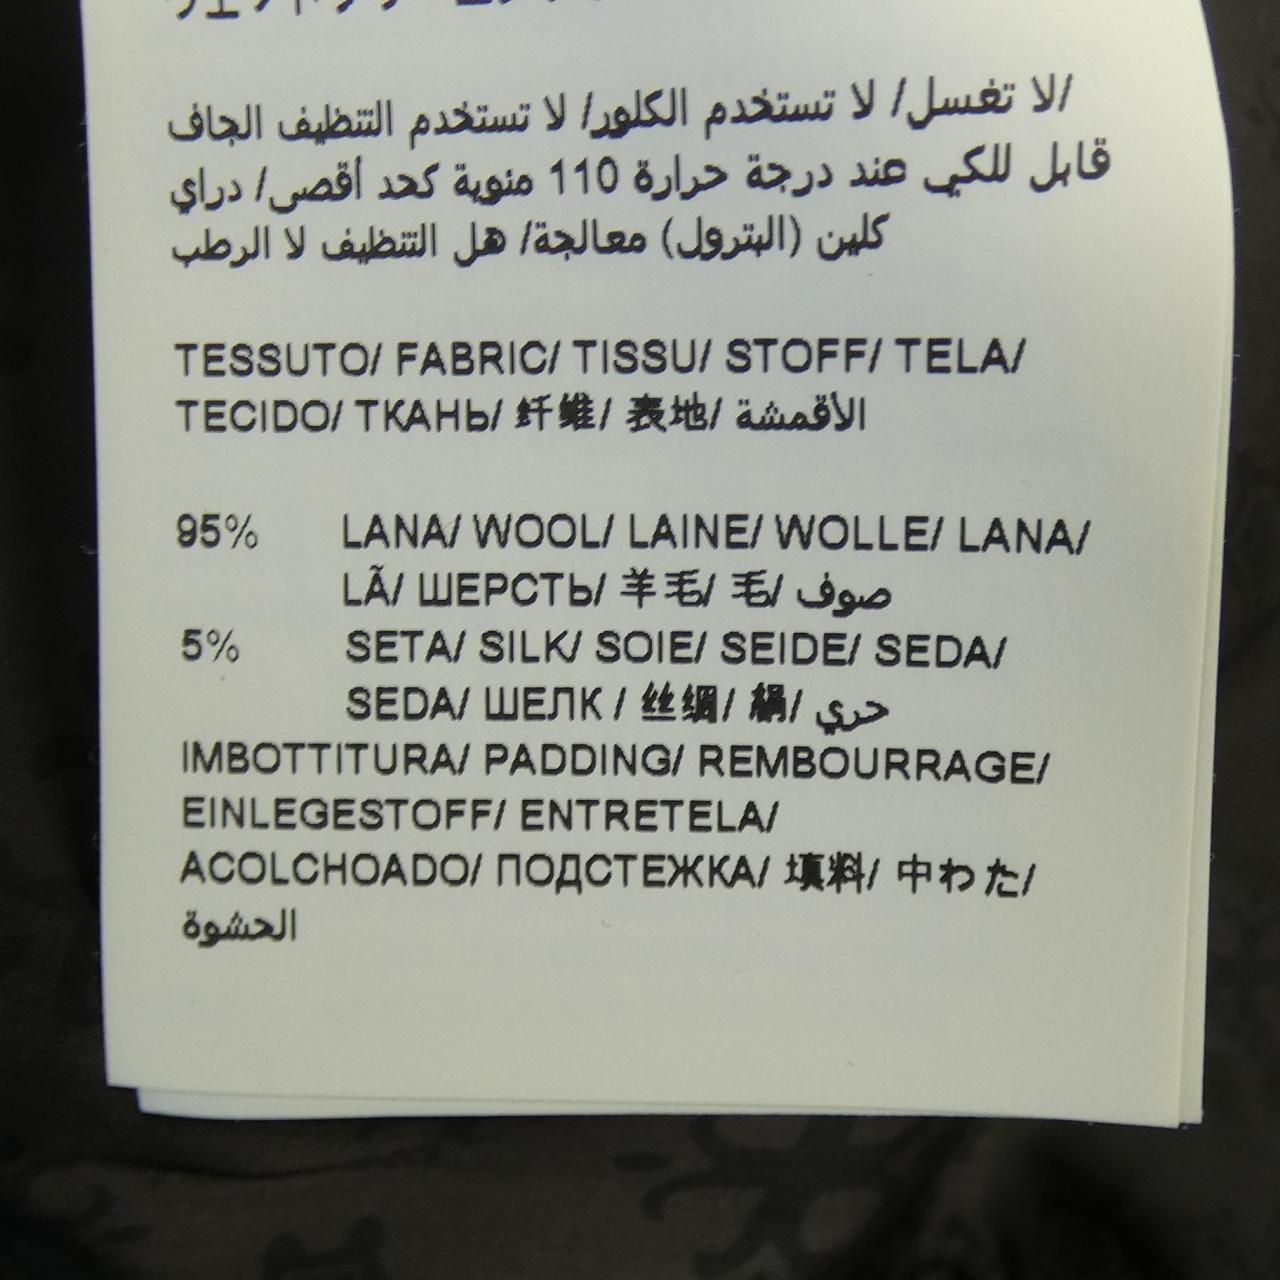 لا تغسل/ لا تستخدم الكلور/ لا تستخدم التنظيف الجاف/
قابل للكي عند درجة حرارة 110 منوية كحد أقصى/ دراي
كلين (البترول) معالجة/ هل التنظيف لا الرطب
TESSUTO/ FABRIC/ TISSU/ STOFF/ TELA/
TECIDO/ ТКАНЬ/ 纤维/ 表地/ الأقمشة
95% LANA/ WOOL/ LAINE/ WOLLE/ LANA/
LÃ/ ШЕРСТЬ/ 羊毛/ 毛/ صوف
5% SETA/ SILK/ SOIE/ SEIDE/ SEDA/
SEDA/ ШЕЛК / 丝绸/ 絹/ حري
IMBOTTITURA/ PADDING/ REMBOURRAGE/
EINLEGESTOFF/ ENTRETELA/
ACOLCHOADO/ ПОДСТЕЖКА/ 填料/ 中わた/
الحشوة